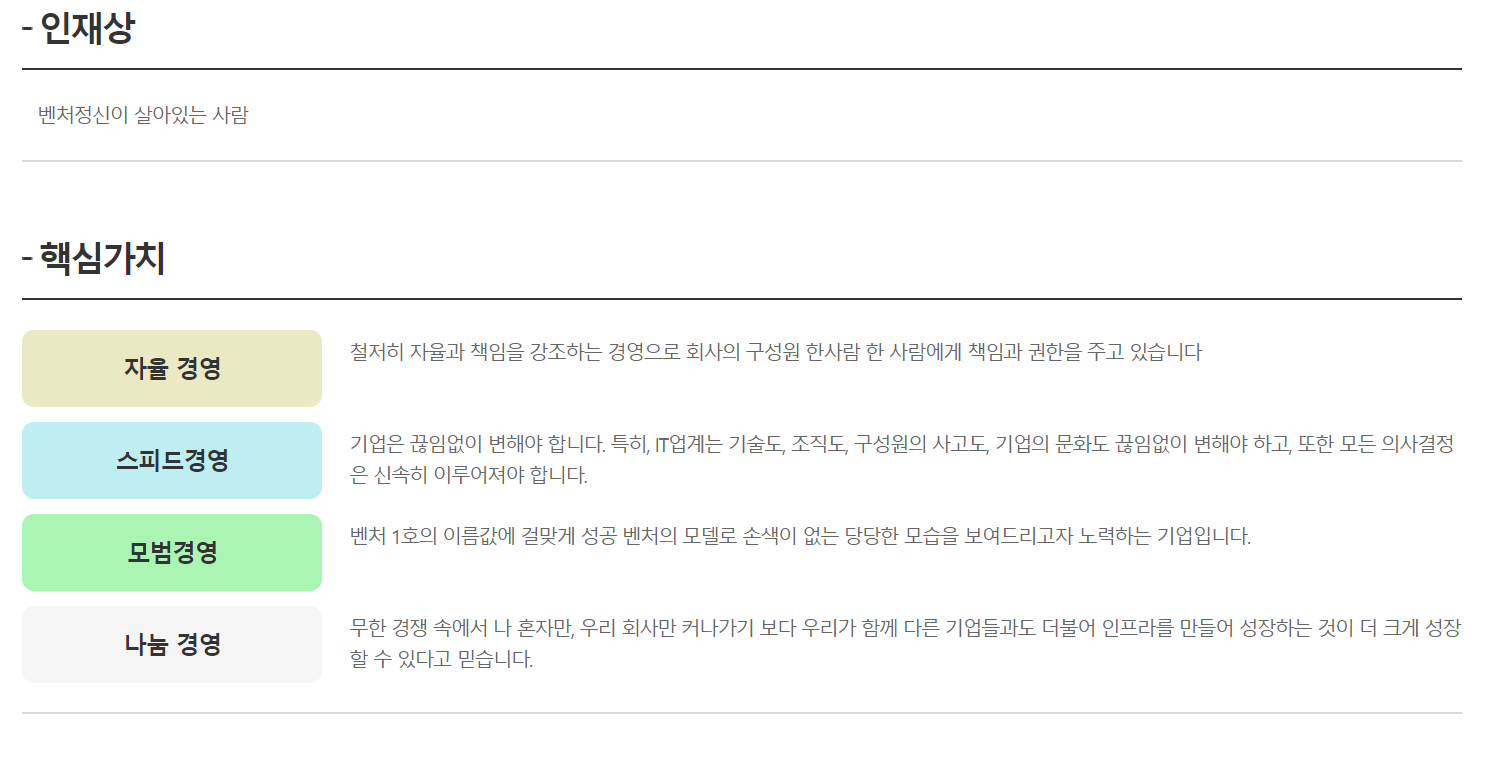 - 인재상
벤처정신이 살아있는 사람
- 핵심가치
자율 경영
철저히 자율과 책임을 강조하는 경영으로 회사의 구성원 한사람 한 사람에게 책임과 권한을 주고 있습니다
스피드경영
기업은 끊임없이 변해야 합니다. 특히, IT업계는 기술도, 조직도, 구성원의 사고도, 기업의 문화도 끊임없이 변해야 하고, 또한 모든 의사결정
은 신속히 이루어져야 합니다.
모범경영
벤처 1호의 이름값에 걸맞게 성공 벤처의 모델로 손색이 없는 당당한 모습을 보여드리고자 노력하는 기업입니다.
나눔 경영
무한 경쟁 속에서 나 혼자만, 우리 회사만 커나가기 보다 우리가 함께 다른 기업들과도 더불어 인프라를 만들어 성장하는 것이 더 크게 성장
할 수 있다고 믿습니다.